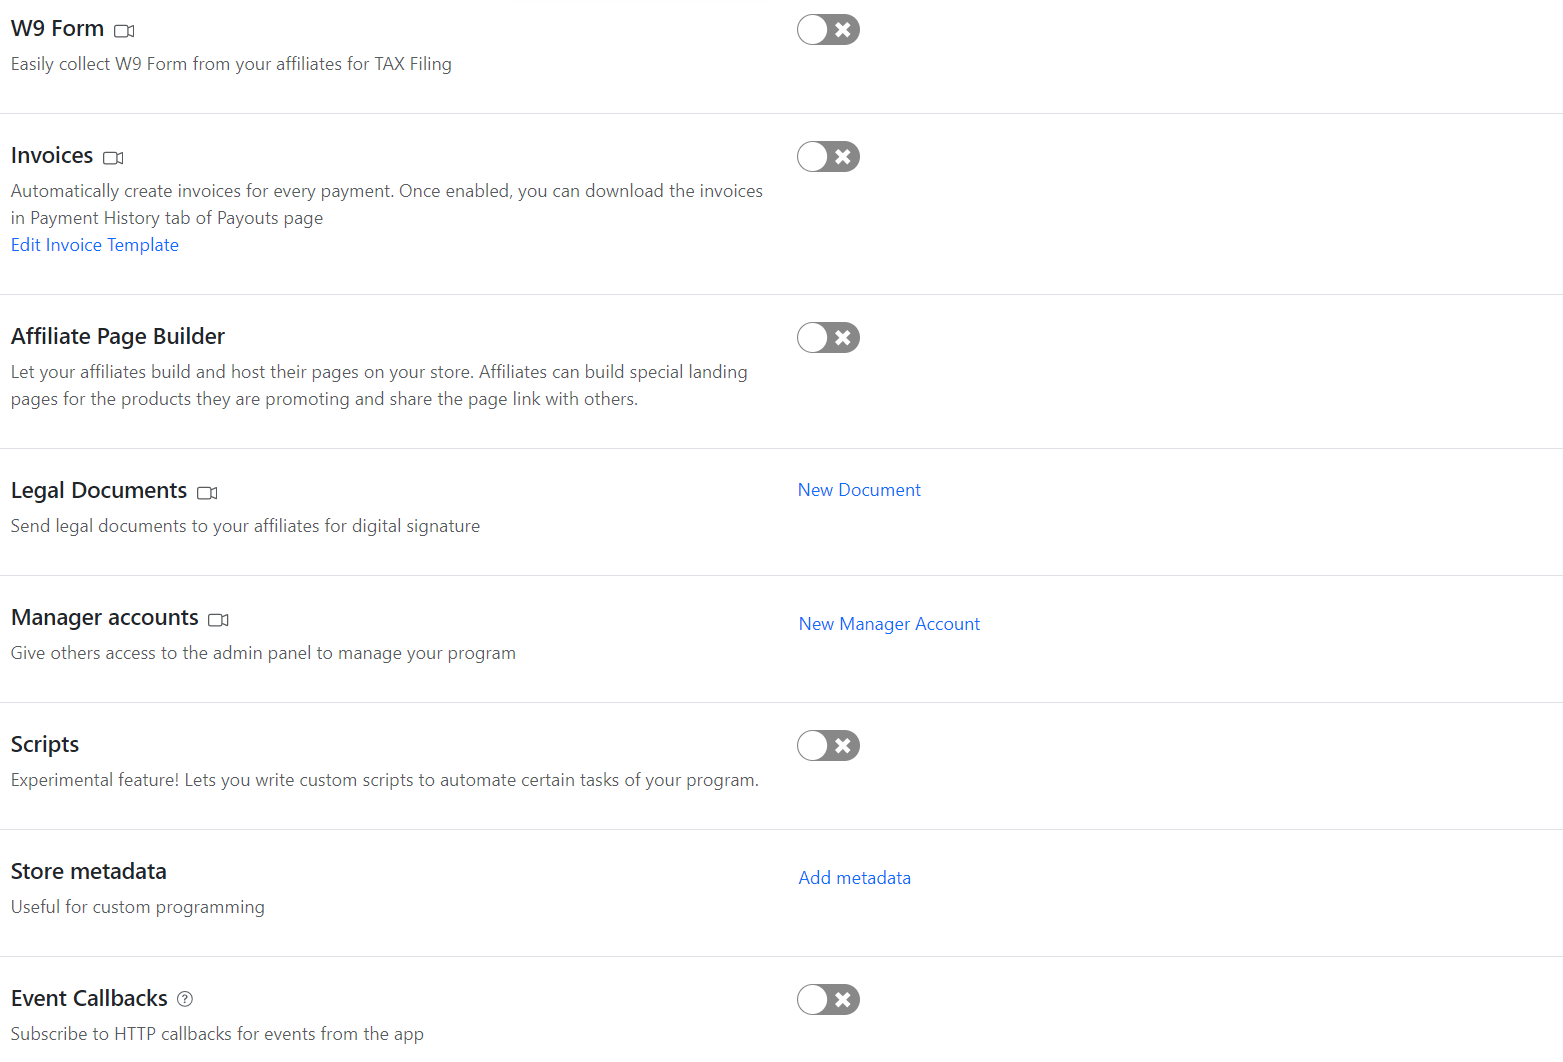 W9 Form
Easily collect W9 Form from your affiliates for TAX Filing
Invoices
Automatically create invoices for every payment. Once enabled, you can download the invoices
in Payment History tab of Payouts page
Edit Invoice Template
Affiliate Page Builder
Let your affiliates build and host their pages on your store. Affiliates can build special landing
pages for the products they are promoting and share the page link with others.
Legal Documents
New Document
Send legal documents to your affiliates for digital signature
Manager accounts
New Manager Account
Give others access to the admin panel to manage your program
Scripts
Experimental feature! Lets you write custom scripts to automate certain tasks of your program.
Store metadata
Add metadata
Useful for custom programming
Event Callbacks
Subscribe to HTTP callbacks for events from the app